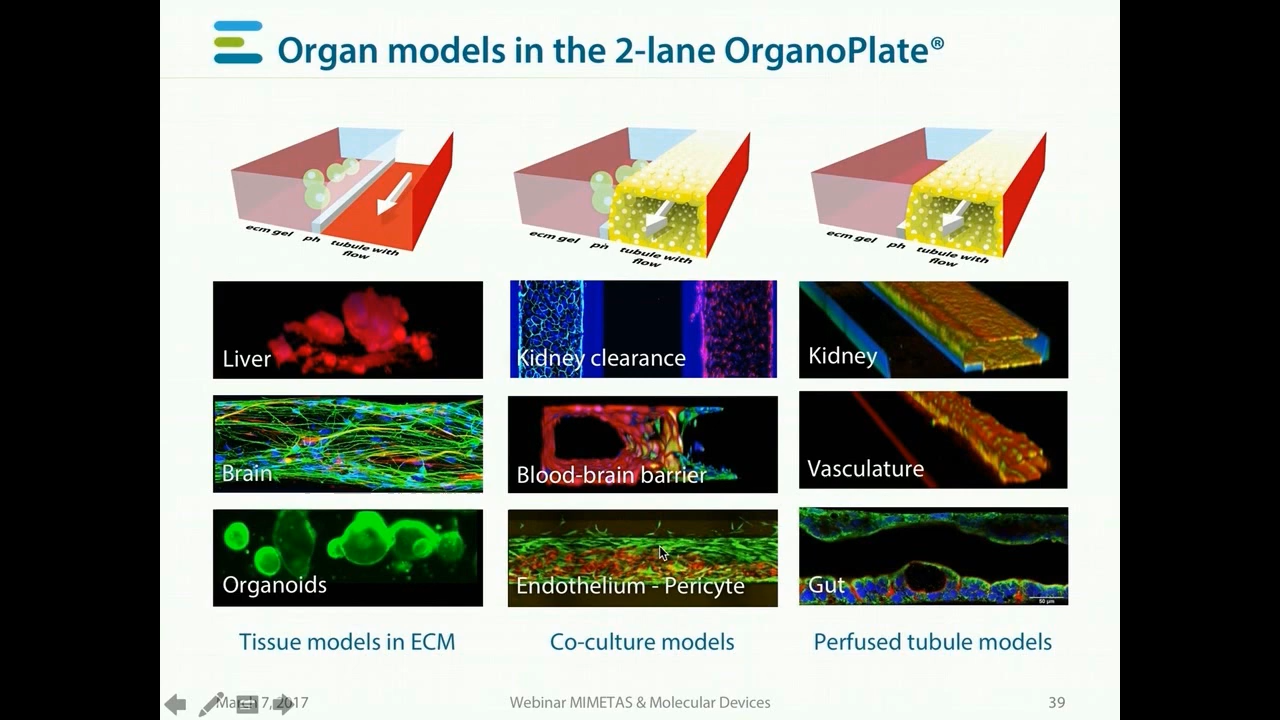 Organ models in the 2-lane OrganoPlate®
ecm gel ph tubule with flow
ecm gel ph tubule with flow
ecm gel ph tubule with flow
Liver
Kidney clearance
Kidney
Brain
Blood-brain barrier
Vasculature
Organoids
Endothelium - Pericyte
Gut
50 µm
Tissue models in ECM
Co-culture models
Perfused tubule models
March 7, 2017
Webinar MIMETAS & Molecular Devices
39